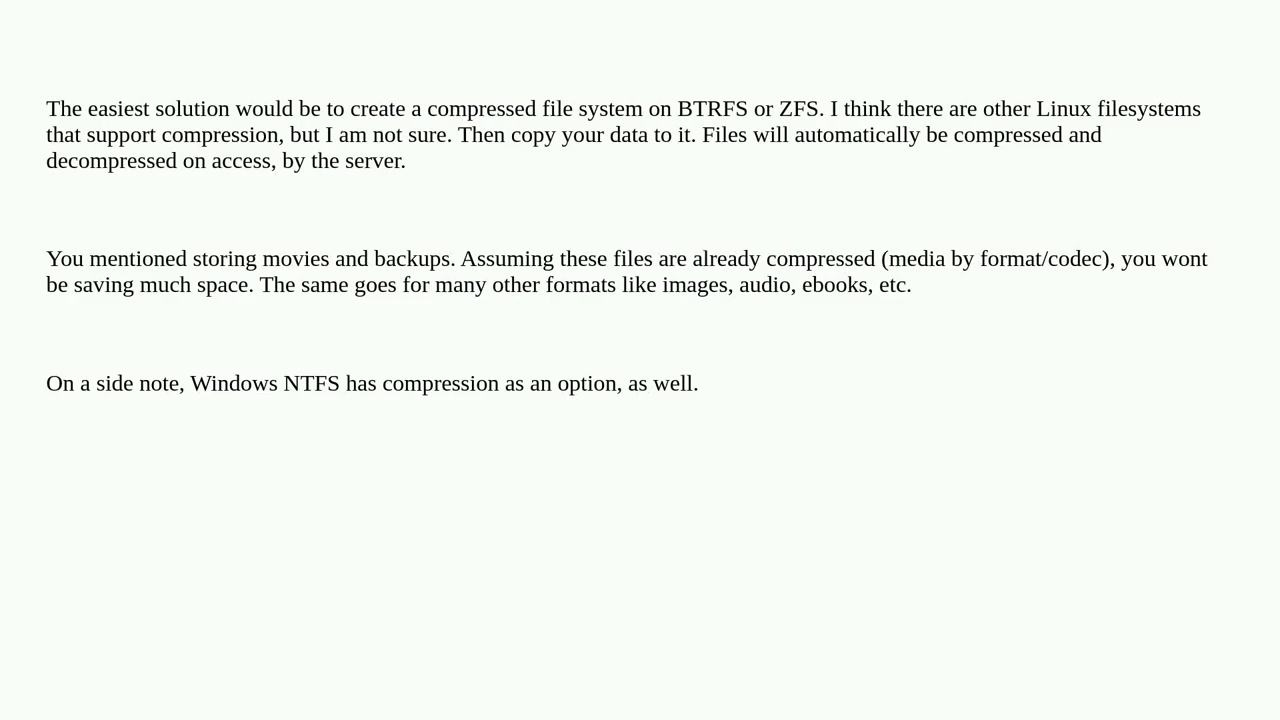 The easiest solution would be to create a compressed file system on BTRFS or ZFS. I think there are other Linux filesystems
that support compression, but I am not sure. Then copy your data to it. Files will automatically be compressed and
decompressed on access, by the server.
You mentioned storing movies and backups. Assuming these files are already compressed (media by format/codec), you wont
be saving much space. The same goes for many other formats like images, audio, ebooks, etc.
On a side note, Windows NTFS has compression as an option, as well.